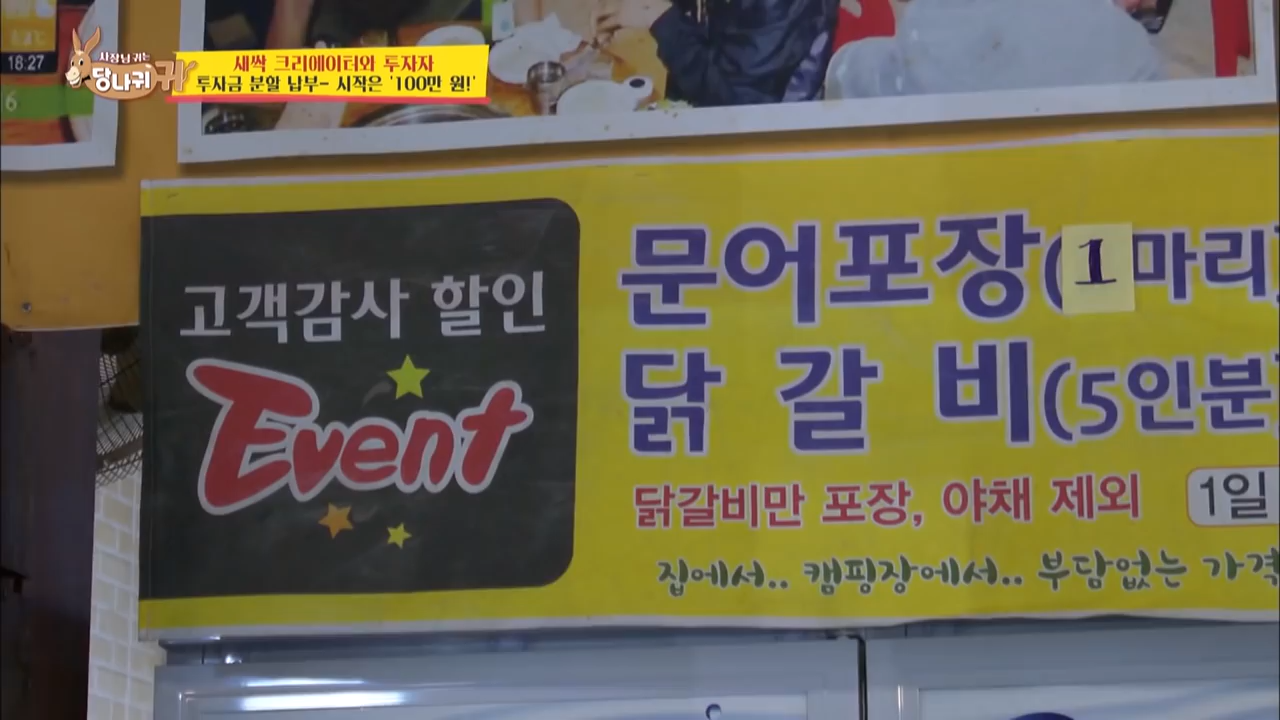 18:27
6
사장님 귀는
당나귀 귀
새싹 크리에이터와 투자자
투자금 분할 납부- 시작은 '100만 원!'
고객감사 할인
Event
문어포장(1마리)
닭갈비(5인분)
닭갈비만 포장, 야채 제외
1일
집에서.. 캠핑장에서.. 부담없는 가격